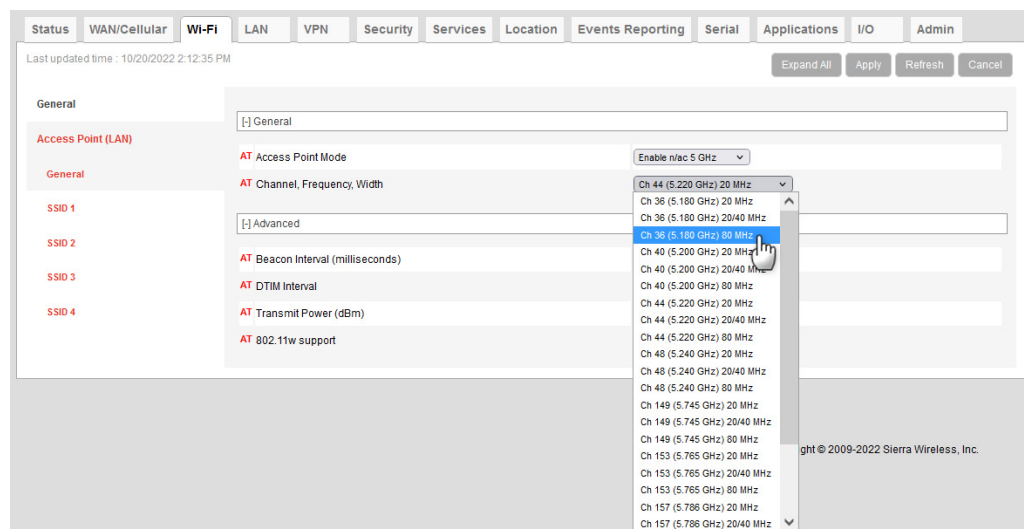 Status WAN/Cellular Wi-Fi LAN VPN Security Services Location Events Reporting Serial Applications I/O Admin
Last updated time : 10/20/2022 2:12:35 PM
Expand All Apply Refresh Cancel
General
[-] General
Access Point (LAN)
AT Access Point Mode Enable n/ac 5 GHz
General
AT Channel, Frequency, Width Ch 44 (5.220 GHz) 20 MHz
Ch 36 (5.180 GHz) 20 MHz
SSID 1
Ch 36 (5.180 GHz) 20/40 MHz
[-] Advanced
Ch 36 (5.180 GHz) 80 MHz
SSID 2
Ch 40 (5.200 GHz) 20 MHz
AT Beacon Interval (milliseconds)
Ch 40 (5.200 GHz) 20/40 MHz
SSID 3
AT DTIM Interval
Ch 40 (5.200 GHz) 80 MHz
Ch 44 (5.220 GHz) 20 MHz
SSID 4
AT Transmit Power (dBm)
Ch 44 (5.220 GHz) 20/40 MHz
AT 802.11w support
Ch 44 (5.220 GHz) 80 MHz
Ch 48 (5.240 GHz) 20 MHz
Ch 48 (5.240 GHz) 20/40 MHz
Ch 48 (5.240 GHz) 80 MHz
Ch 149 (5.745 GHz) 20 MHz
Ch 149 (5.745 GHz) 20/40 MHz
Ch 149 (5.745 GHz) 80 MHz
ght © 2009-2022 Sierra Wireless, Inc.
Ch 153 (5.765 GHz) 20 MHz
Ch 153 (5.765 GHz) 20/40 MHz
Ch 153 (5.765 GHz) 80 MHz
Ch 157 (5.786 GHz) 20 MHz
Ch 157 (5.786 GHz) 20/40 MHz